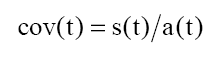 cov(t) = s(t)/a(t)